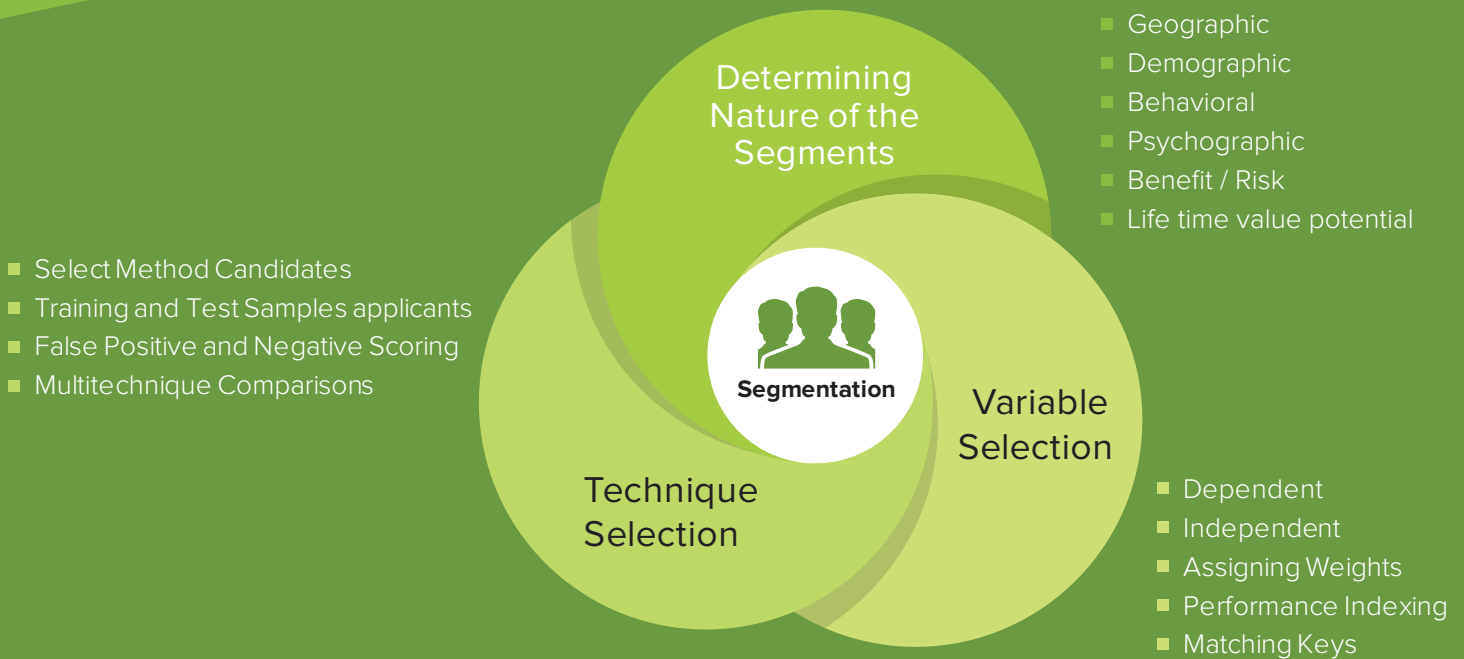 Determining
Nature of the
Segments
Geographic
Demographic
Behavioral
Psychographic
Benefit / Risk
Life time value potential
Select Method Candidates
Training and Test Samples applicants
False Positive and Negative Scoring
Multitechnique Comparisons
Segmentation
Variable
Selection
Technique
Selection
Dependent
Independent
Assigning Weights
Performance Indexing
Matching Keys